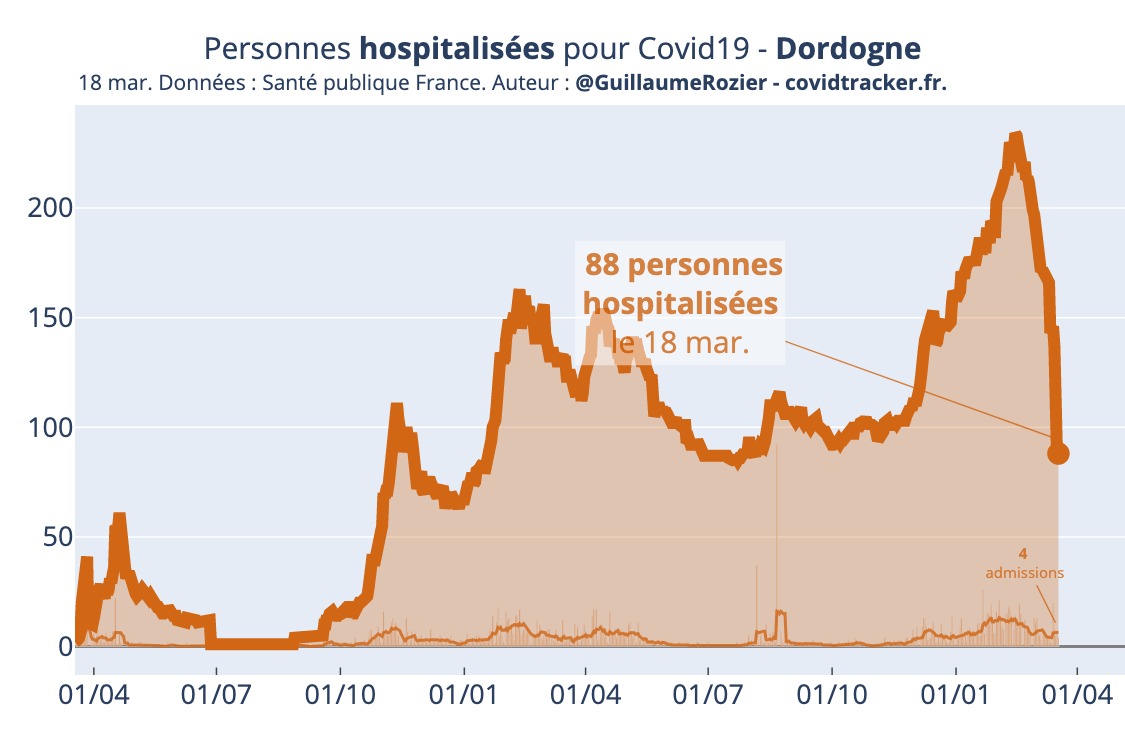 Personnes hospitalisées pour Covid19 - Dordogne
18 mar. Données : Santé publique France. Auteur : @GuillaumeRozier - covidtracker.fr.
200
150
100
50
0
88 personnes
hospitalisées
le 18 mar.
4
admissions
01/04 01/07 01/10 01/01 01/04 01/07 01/10 01/01 01/04